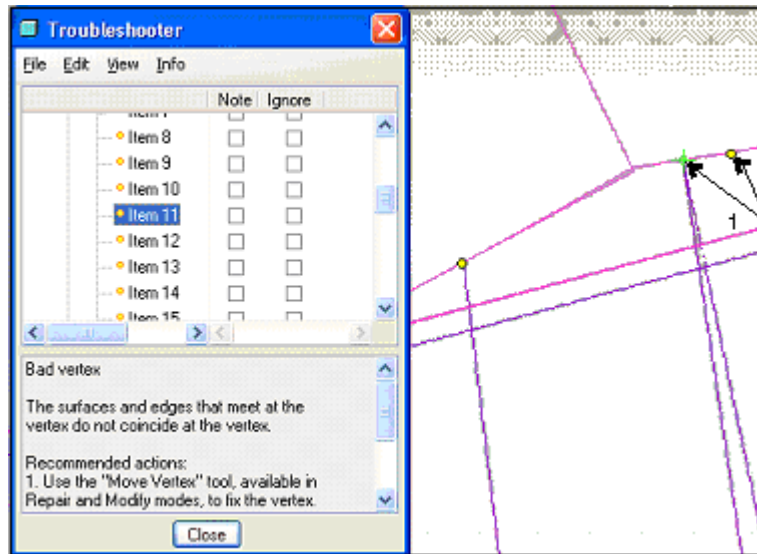 Troubleshooter
File Edit View Info
Note Ignore
Item 8
Item 9
Item 10
Item 11
Item 12
Item 13
Item 14
Item 15
Bad vertex
The surfaces and edges that meet at the
vertex do not coincide at the vertex.
Recommended actions:
1. Use the "Move Vertex" tool, available in
Repair and Modify modes, to fix the vertex.
Close
1